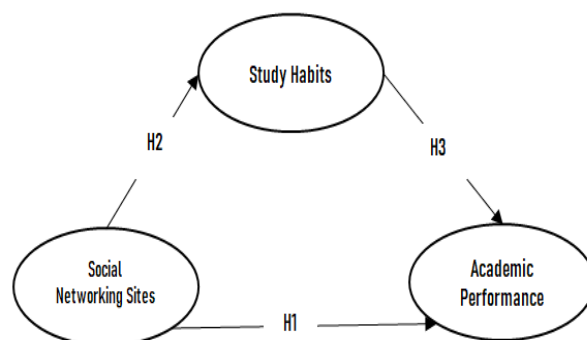 Study Habits
H2
H3
Social
Networking Sites
Academic
Performance
H1